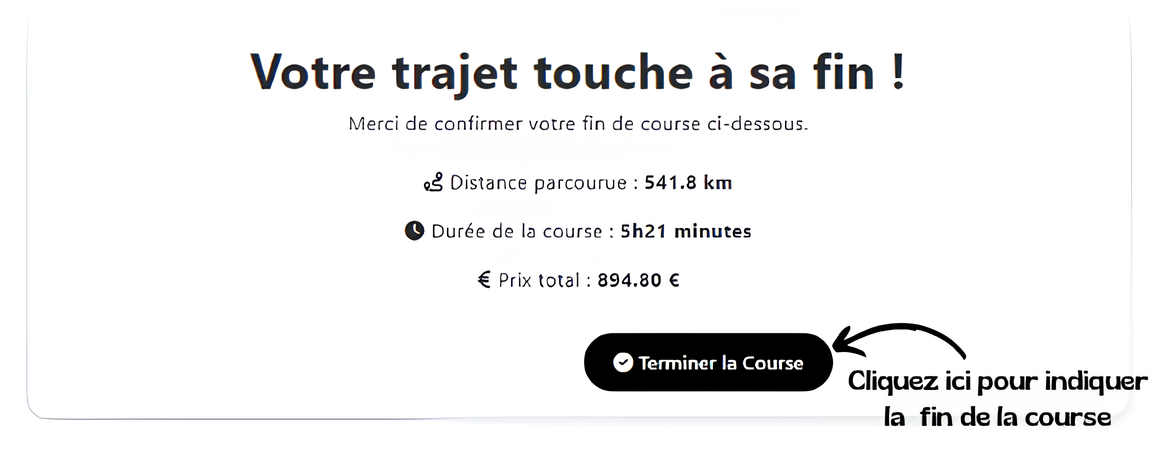 Votre trajet touche à sa fin !
Merci de confirmer votre fin de course ci-dessous.
Distance parcourue : 541.8 km
Durée de la course : 5h21 minutes
€ Prix total : 894.80 €
Terminer la Course
Cliquez ici pour indiquer
la fin de la course